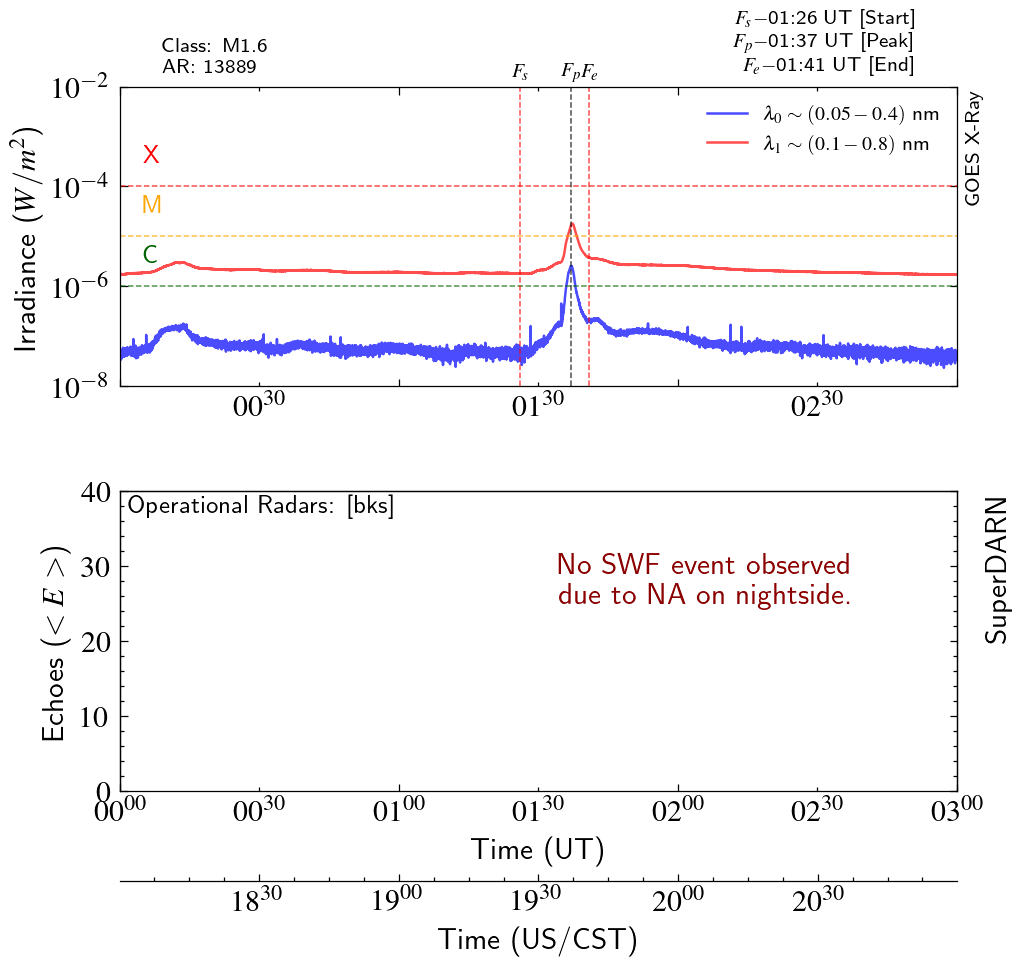 Class: M1.6
AR: 13889
F_s−01:26 UT [Start]
F_p−01:37 UT [Peak]
F_e−01:41 UT [End]
F_s F_p F_e
10^−2
10^−4
10^−6
10^−8
Irradiance (W/m^2)
X
M
C
λ_0 ∼ (0.05 − 0.4) nm
λ_1 ∼ (0.1 − 0.8) nm
GOES X-Ray
00^30 01^30 02^30
Operational Radars: [bks]
No SWF event observed
due to NA on nightside.
40
30
20
10
0
Echoes (< E >)
SuperDARN
00^00 00^30 01^00 01^30 02^00 02^30 03^00
Time (UT)
18^30 19^00 19^30 20^00 20^30
Time (US/CST)